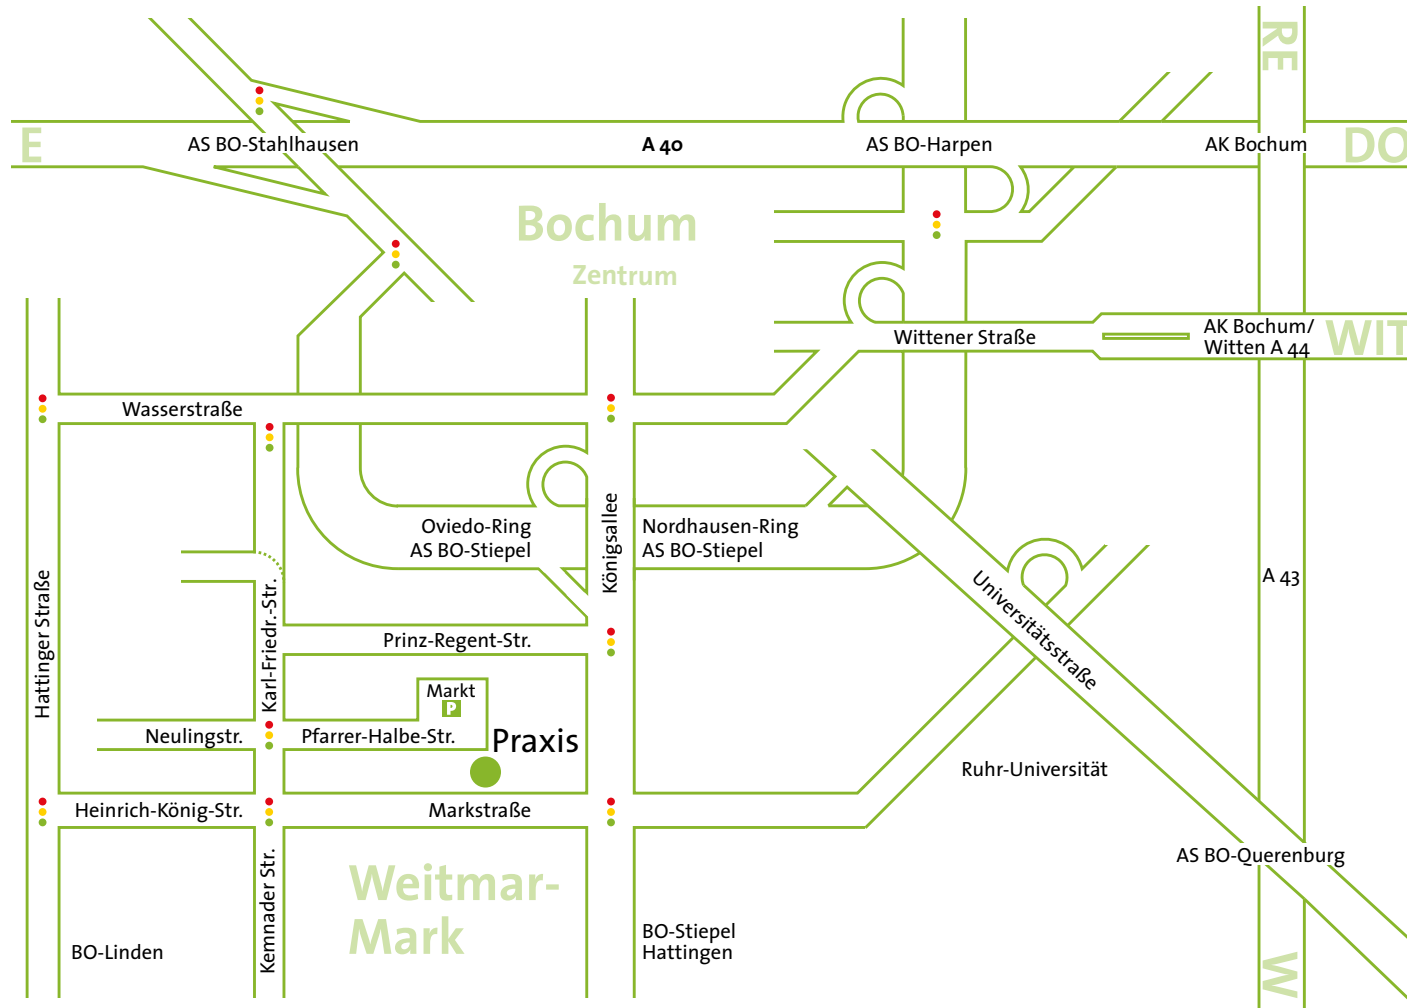 RE
E
AS BO-Stahlhausen
A 40
AS BO-Harpen
AK Bochum
DO
Bochum
Zentrum
Wittener Straße
AK Bochum/
Witten A 44
WIT
Wasserstraße
Oviedo-Ring
AS BO-Stiepel
Königsallee
Nordhausen-Ring
AS BO-Stiepel
Universitätsstraße
A 43
Hattinger Straße
Karl-Friedr.-Str.
Prinz-Regent-Str.
Markt
P
Neulingstr.
Pfarrer-Halbe-Str.
Praxis
Ruhr-Universität
Heinrich-König-Str.
Markstraße
AS BO-Querenburg
Kemnader Str.
Weitmar-
Mark
BO-Linden
BO-Stiepel
Hattingen
W